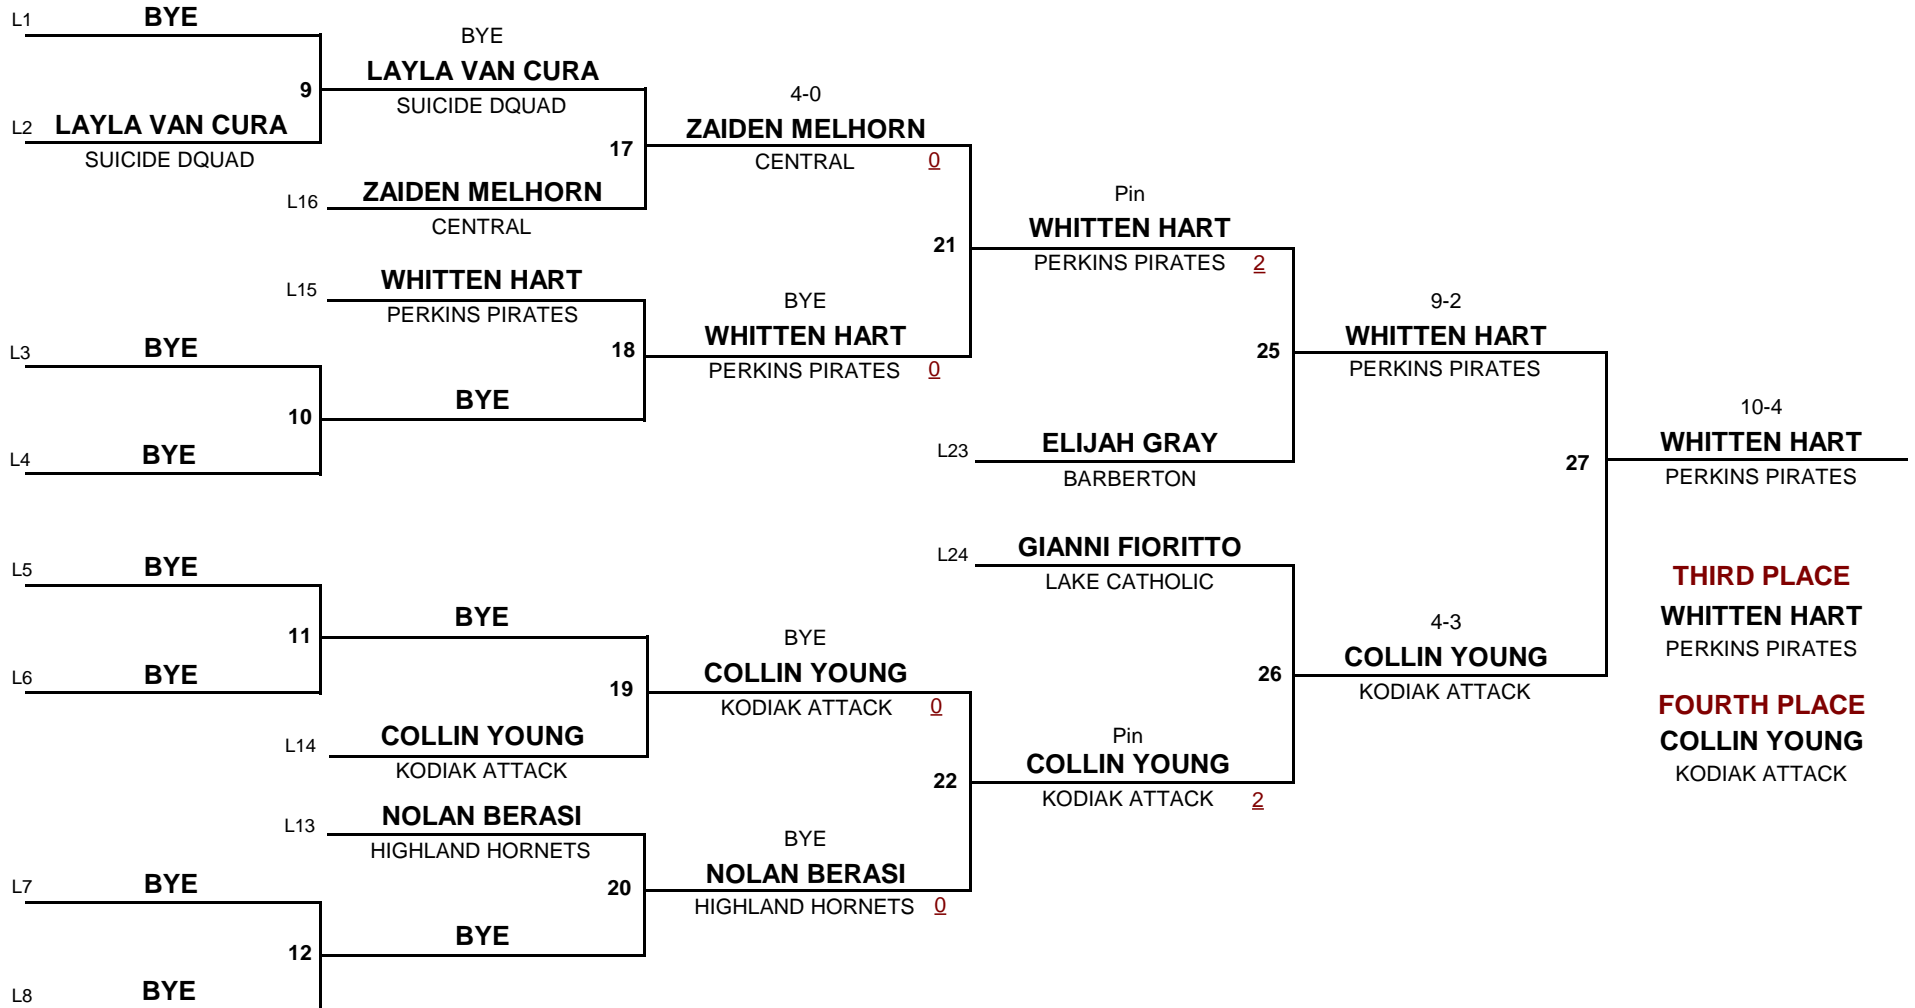 L1 BYE
BYE
LAYLA VAN CURA
9
SUICIDE DQUAD
L2 LAYLA VAN CURA
SUICIDE DQUAD
4-0
ZAIDEN MELHORN
17
CENTRAL 0
L16 ZAIDEN MELHORN
CENTRAL
Pin
WHITTEN HART
21
PERKINS PIRATES 2
L15 WHITTEN HART
PERKINS PIRATES
BYE
WHITTEN HART
18
PERKINS PIRATES 0
L3 BYE
10
BYE
L4 BYE
9-2
WHITTEN HART
25
PERKINS PIRATES
L23 ELIJAH GRAY
BARBERTON
10-4
WHITTEN HART
27
PERKINS PIRATES
L24 GIANNI FIORITTO
LAKE CATHOLIC
L5 BYE
BYE
11
L6 BYE
BYE
COLLIN YOUNG
19
KODIAK ATTACK 0
L14 COLLIN YOUNG
KODIAK ATTACK
4-3
COLLIN YOUNG
26
KODIAK ATTACK
Pin
COLLIN YOUNG
22
KODIAK ATTACK 2
L13 NOLAN BERASI
HIGHLAND HORNETS
BYE
NOLAN BERASI
20
HIGHLAND HORNETS 0
L7 BYE
BYE
12
L8 BYE
THIRD PLACE
WHITTEN HART
PERKINS PIRATES
FOURTH PLACE
COLLIN YOUNG
KODIAK ATTACK